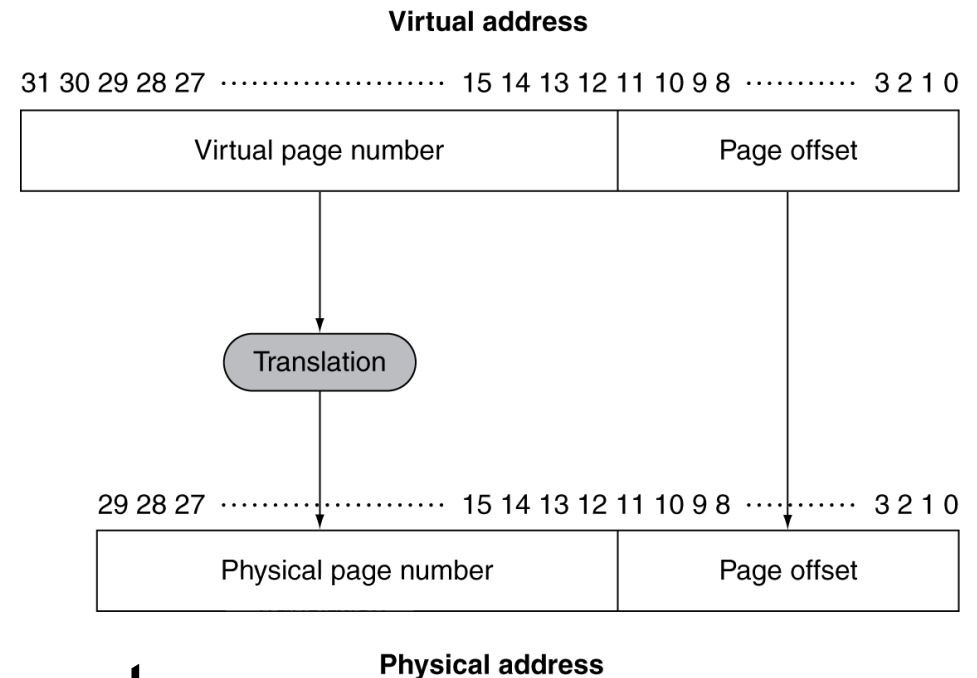 Virtual address
31 30 29 28 27 ······················· 15 14 13 12 11 10 9 8 ··········· 3 2 1 0
Virtual page number Page offset
Translation
29 28 27 ······················· 15 14 13 12 11 10 9 8 ··········· 3 2 1 0
Physical page number Page offset
Physical address